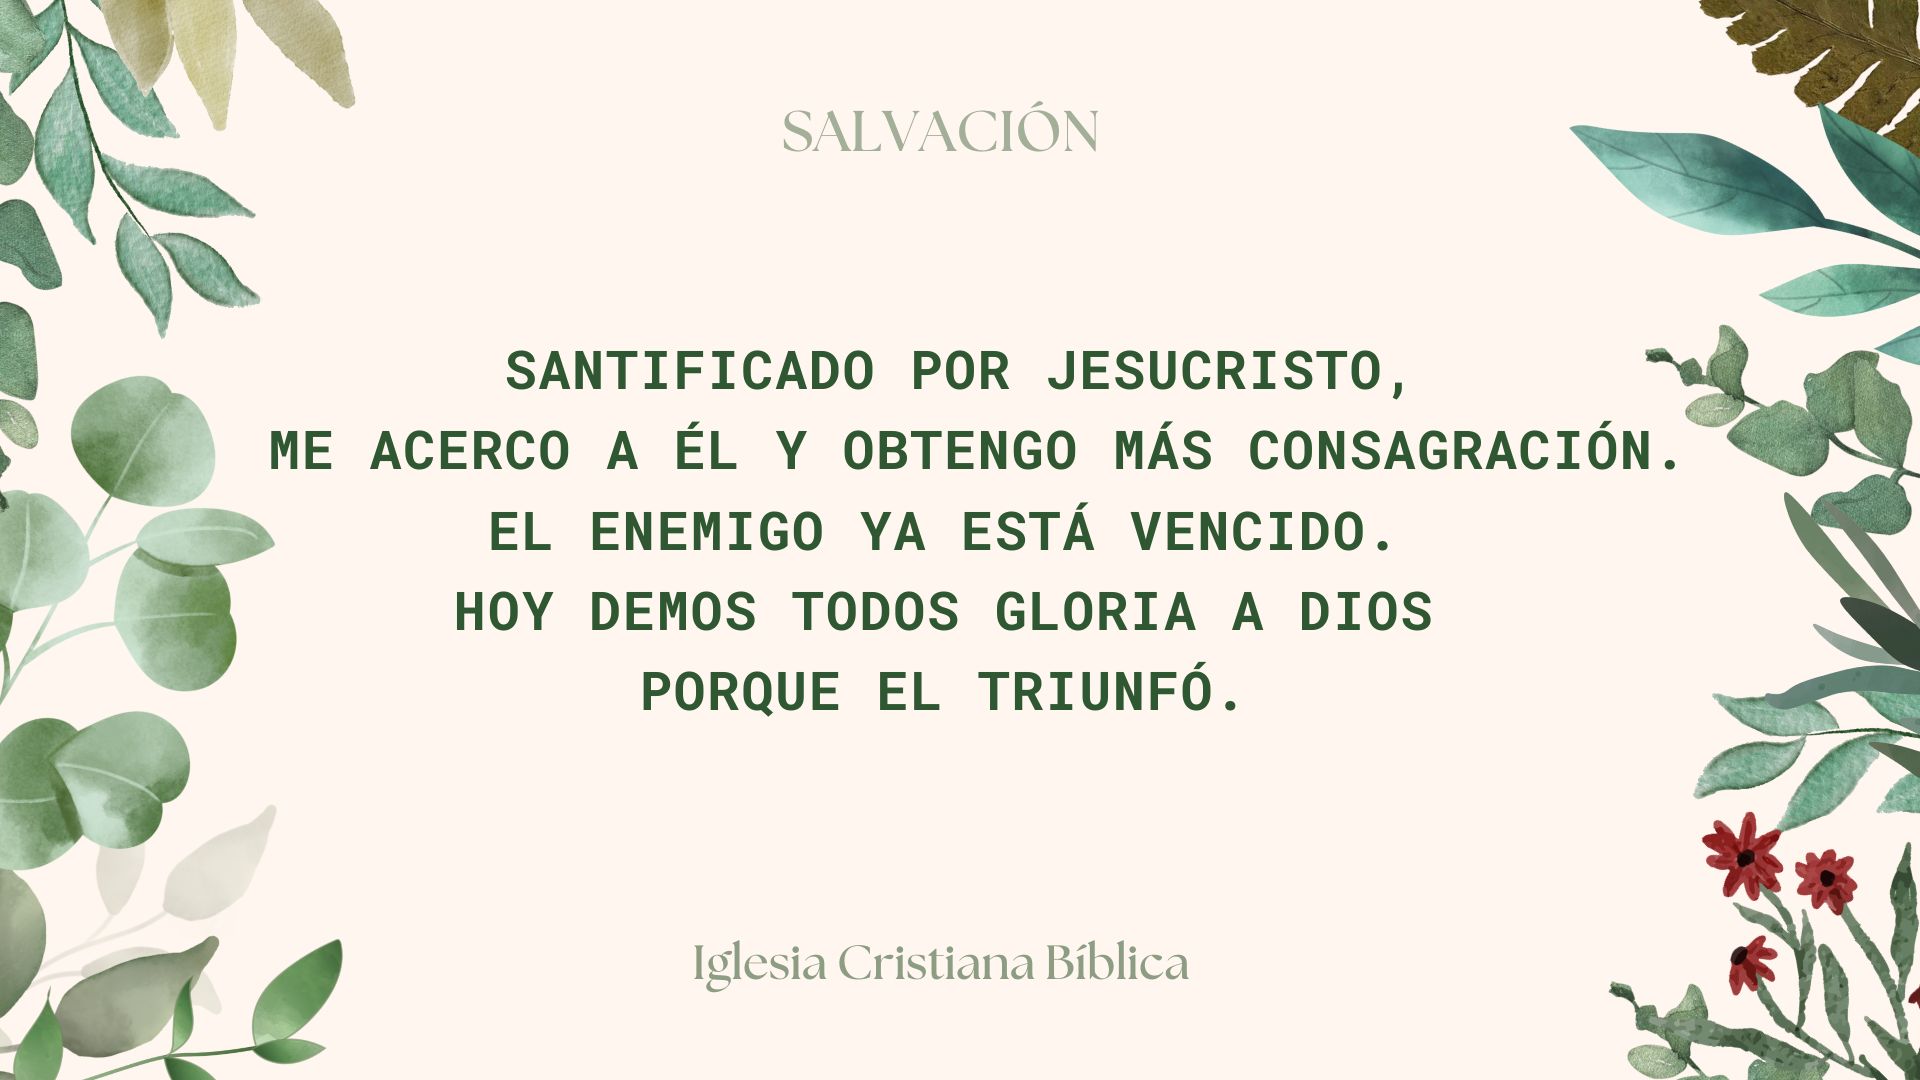 SALVACIÓN
SANTIFICADO POR JESUCRISTO,
ME ACERCO A ÉL Y OBTENGO MÁS CONSAGRACIÓN.
EL ENEMIGO YA ESTÁ VENCIDO.
HOY DEMOS TODOS GLORIA A DIOS
PORQUE EL TRIUNFÓ.
Iglesia Cristiana Bíblica